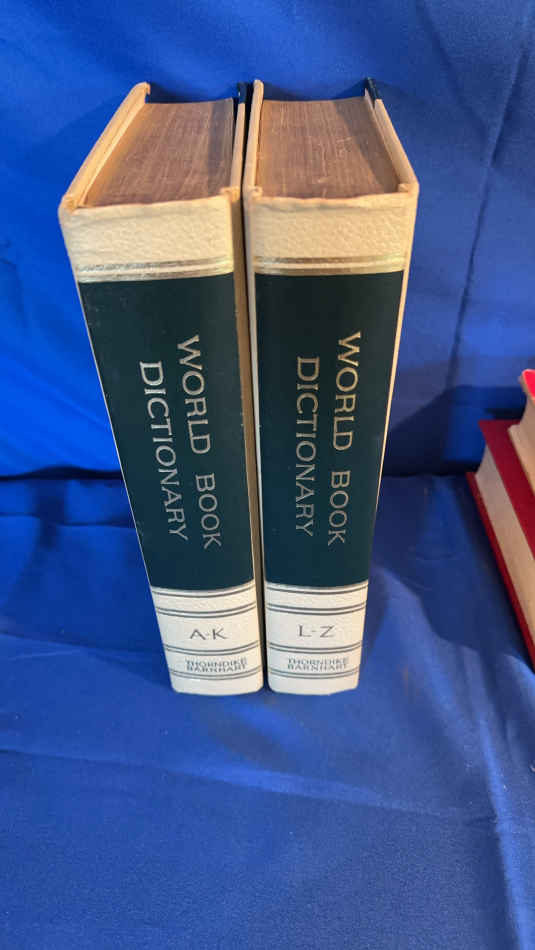 WORLD BOOK
DICTIONARY
A-K
THORNDIKE
BARNHART
WORLD BOOK
DICTIONARY
L-Z
THORNDIKE
BARNHART